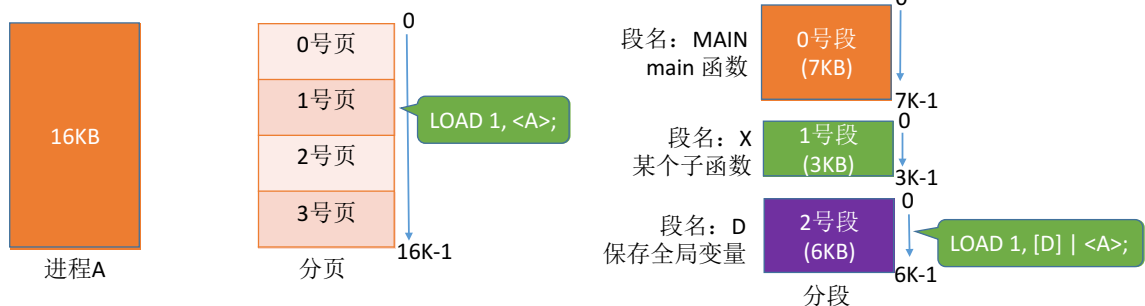 16KB
进程A
0号页
1号页
2号页
3号页
0
16K-1
LOAD 1, <A>;
分页
段名：MAIN
main 函数
0号段
(7KB)
0
7K-1
段名：X
某个子函数
1号段
(3KB)
0
3K-1
段名：D
保存全局变量
2号段
(6KB)
0
6K-1
LOAD 1, [D] | <A>;
分段